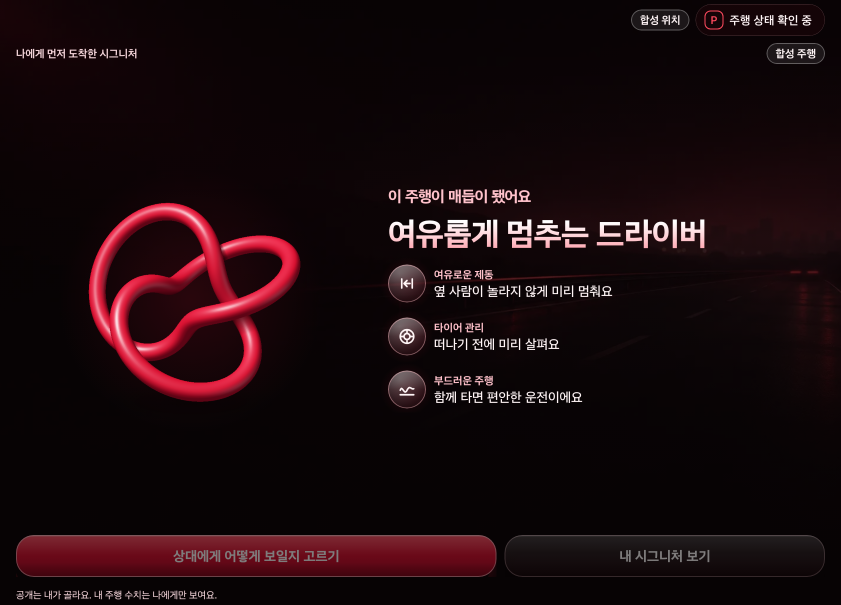 합성 위치
P 주행 상태 확인 중
나에게 먼저 도착한 시그니처
합성 주행
이 주행이 매듭이 됐어요
여유롭게 멈추는 드라이버
여유로운 제동
옆 사람이 놀라지 않게 미리 멈춰요
타이어 관리
떠나기 전에 미리 살펴요
부드러운 주행
함께 타면 편안한 운전이에요
상대에게 어떻게 보일지 고르기
내 시그니처 보기
공개는 내가 골라요. 내 주행 수치는 나에게만 보여요.